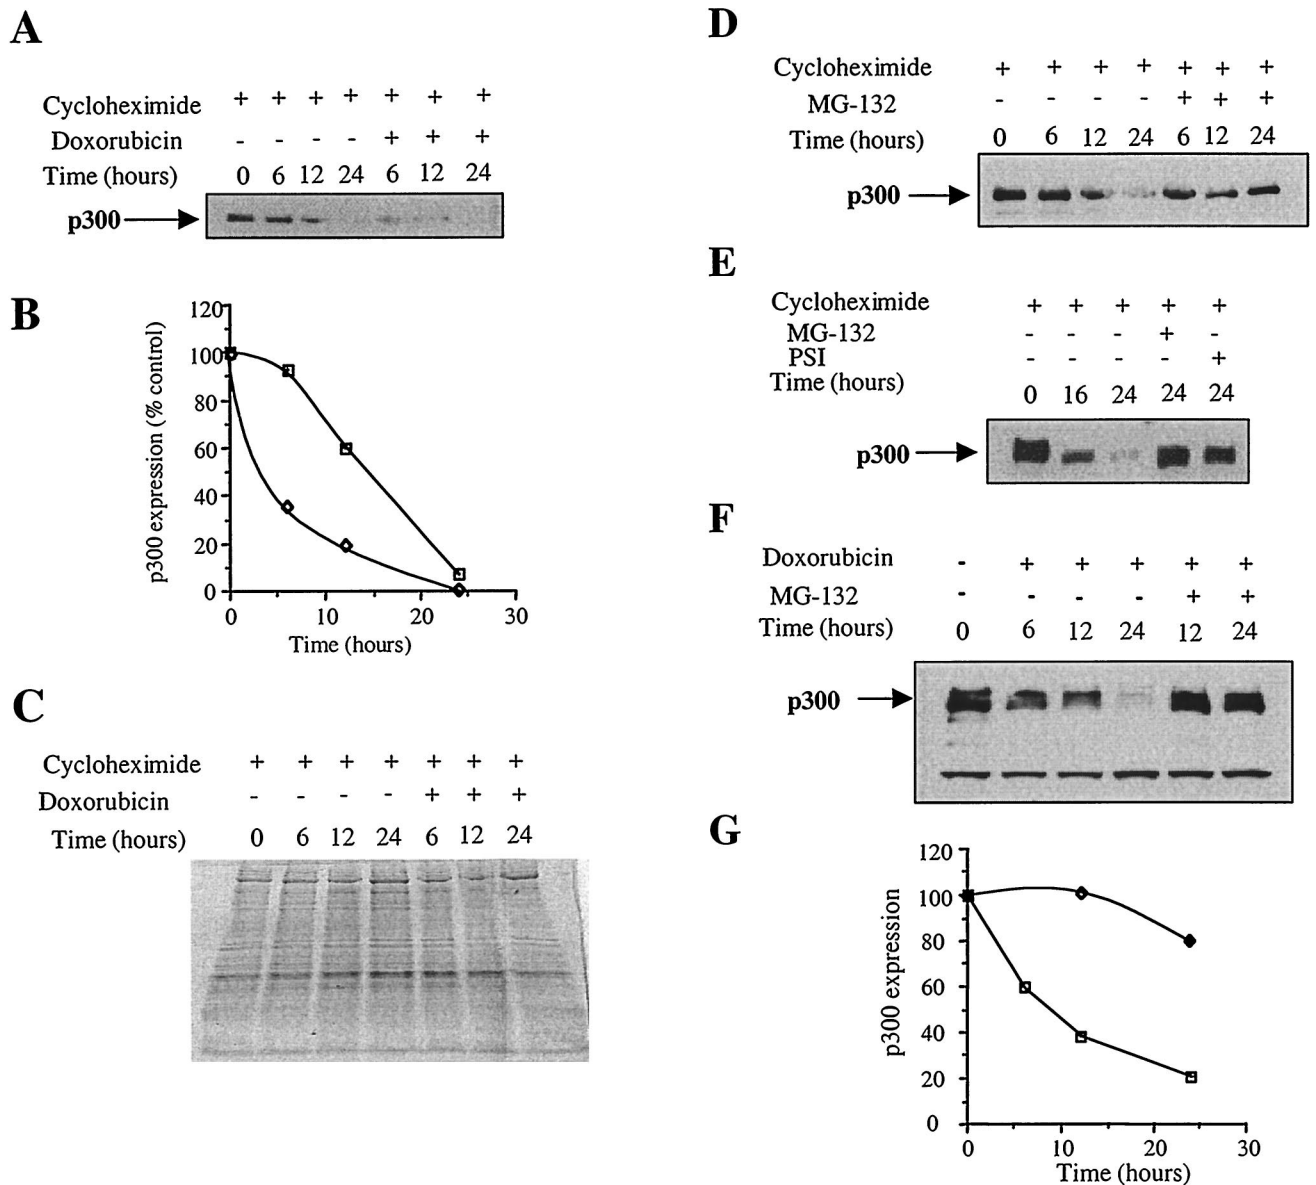 A
Cycloheximide + + + + + + +
Doxorubicin - - - - + + +
Time (hours) 0 6 12 24 6 12 24
p300
B
p300 expression (% control)
120
100
80
60
40
20
0
0 10 20 30
Time (hours)
C
Cycloheximide + + + + + + +
Doxorubicin - - - - + + +
Time (hours) 0 6 12 24 6 12 24
D
Cycloheximide + + + + + + +
MG-132 - - - - + + +
Time (hours) 0 6 12 24 6 12 24
p300
E
Cycloheximide + + + + +
MG-132 - - - + -
PSI - - - - +
Time (hours) 0 16 24 24 24
p300
F
Doxorubicin - + + + + +
MG-132 - - - - + +
Time (hours) 0 6 12 24 12 24
p300
G
p300 expression
120
100
80
60
40
20
0
0 10 20 30
Time (hours)